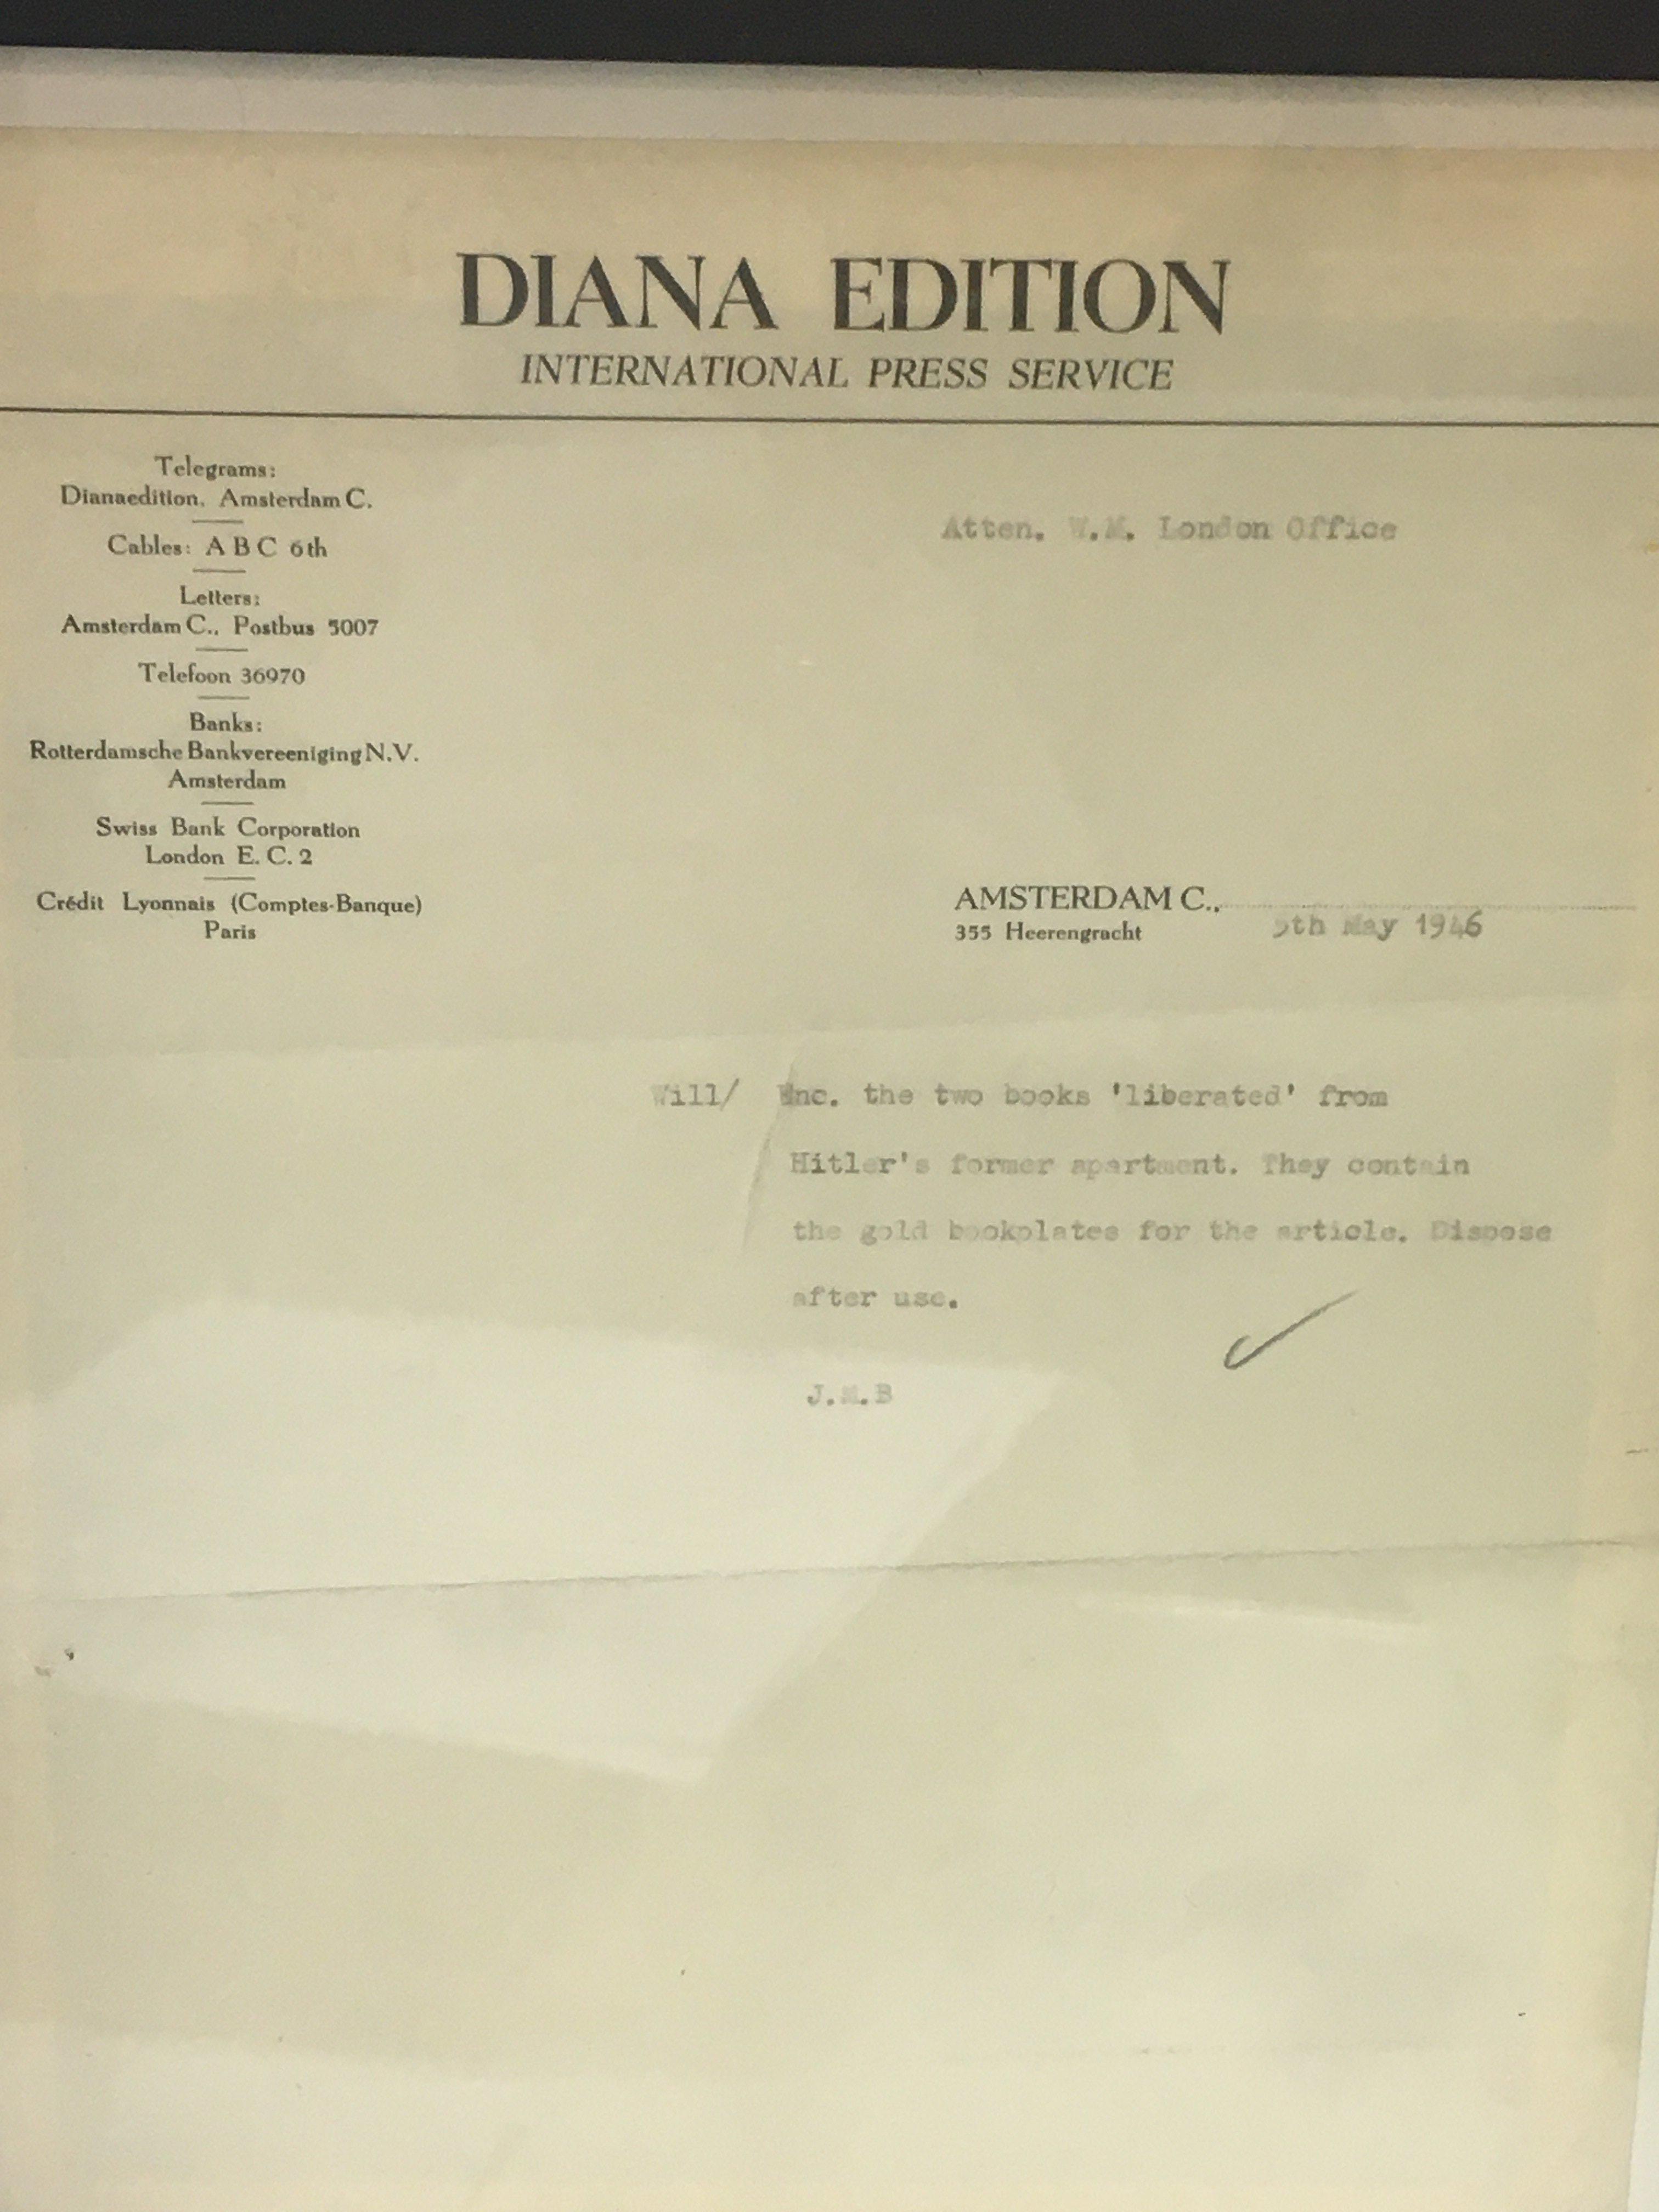 DIANA EDITION
INTERNATIONAL PRESS SERVICE
Telegrams:
Dianaedition, Amsterdam C.
Cables: A B C 6th
Letters:
Amsterdam C., Postbus 5007
Telefoon 36970
Banks:
Rotterdamsche Bankvereeniging N.V.
Amsterdam
Swiss Bank Corporation
London E. C. 2
Crédit Lyonnais (Comptes-Banque)
Paris
Atten. W.M. London Office
AMSTERDAM C.,
355 Heerengracht
May 1946
Will/ Enc. the two books 'liberated' from
Hitler's former apartment. They contain
the gold bookplates for the article. Dispose
after use.
J.M.B